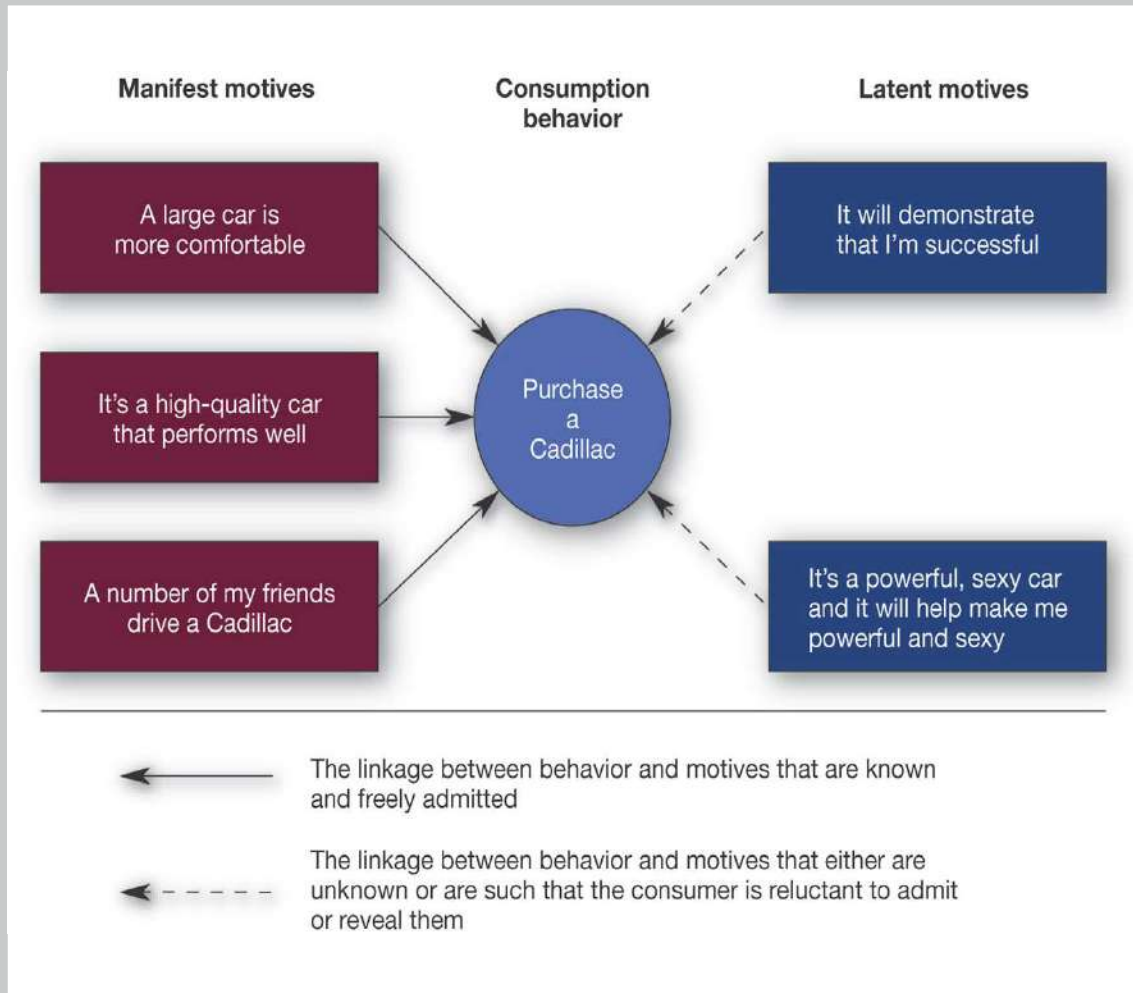 Manifest motives
Consumption
behavior
Latent motives
A large car is
more comfortable
It will demonstrate
that I'm successful
It's a high-quality car
that performs well
Purchase
a
Cadillac
A number of my friends
drive a Cadillac
It's a powerful, sexy car
and it will help make me
powerful and sexy
The linkage between behavior and motives that are known
and freely admitted
The linkage between behavior and motives that either are
unknown or are such that the consumer is reluctant to admit
or reveal them